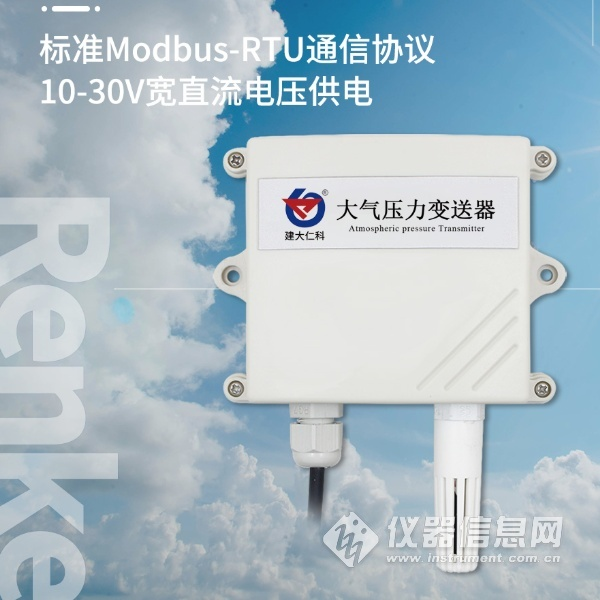 标准Modbus-RTU通信协议
10-30V宽直流电压供电
Renke
®
建大仁科
大气压力变送器
Atmospheric pressure Transmitter
仪器信息网
www.instrument.com.cn